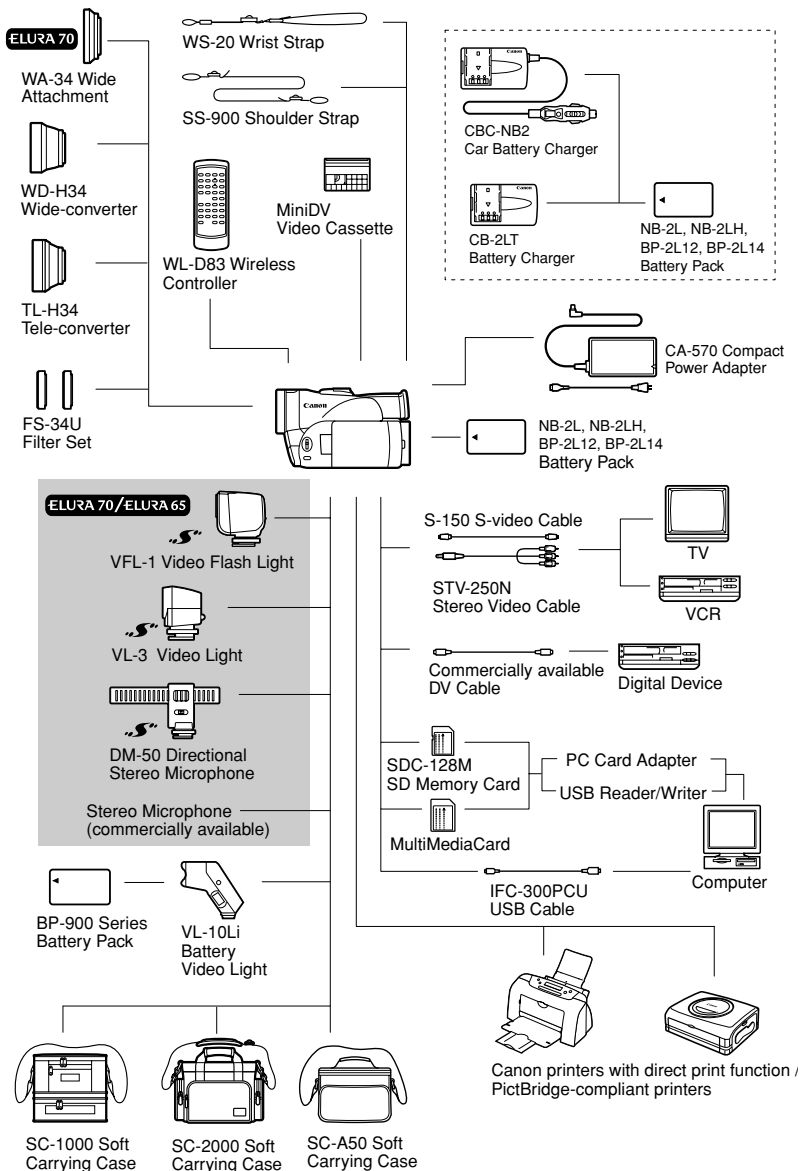 ELURA 70
WA-34 Wide
Attachment
WD-H34
Wide-converter
TL-H34
Tele-converter
FS-34U
Filter Set
WS-20 Wrist Strap
SS-900 Shoulder Strap
WL-D83 Wireless
Controller
MiniDV
Video Cassette
Canon
CBC-NB2
Car Battery Charger
Canon
CB-2LT
Battery Charger
NB-2L, NB-2LH,
BP-2L12, BP-2L14
Battery Pack
CA-570 Compact
Power Adapter
Canon
NB-2L, NB-2LH,
BP-2L12, BP-2L14
Battery Pack
ELURA 70/ELURA 65
S
VFL-1 Video Flash Light
S
VL-3 Video Light
S
DM-50 Directional
Stereo Microphone
Stereo Microphone
(commercially available)
BP-900 Series
Battery Pack
VL-10Li
Battery
Video Light
S-150 S-video Cable
STV-250N
Stereo Video Cable
TV
VCR
Commercially available
DV Cable
Digital Device
SDC-128M
SD Memory Card
MultiMediaCard
PC Card Adapter
USB Reader/Writer
Computer
IFC-300PCU
USB Cable
Canon printers with direct print function /
PictBridge-compliant printers
SC-1000 Soft
Carrying Case
SC-2000 Soft
Carrying Case
SC-A50 Soft
Carrying Case